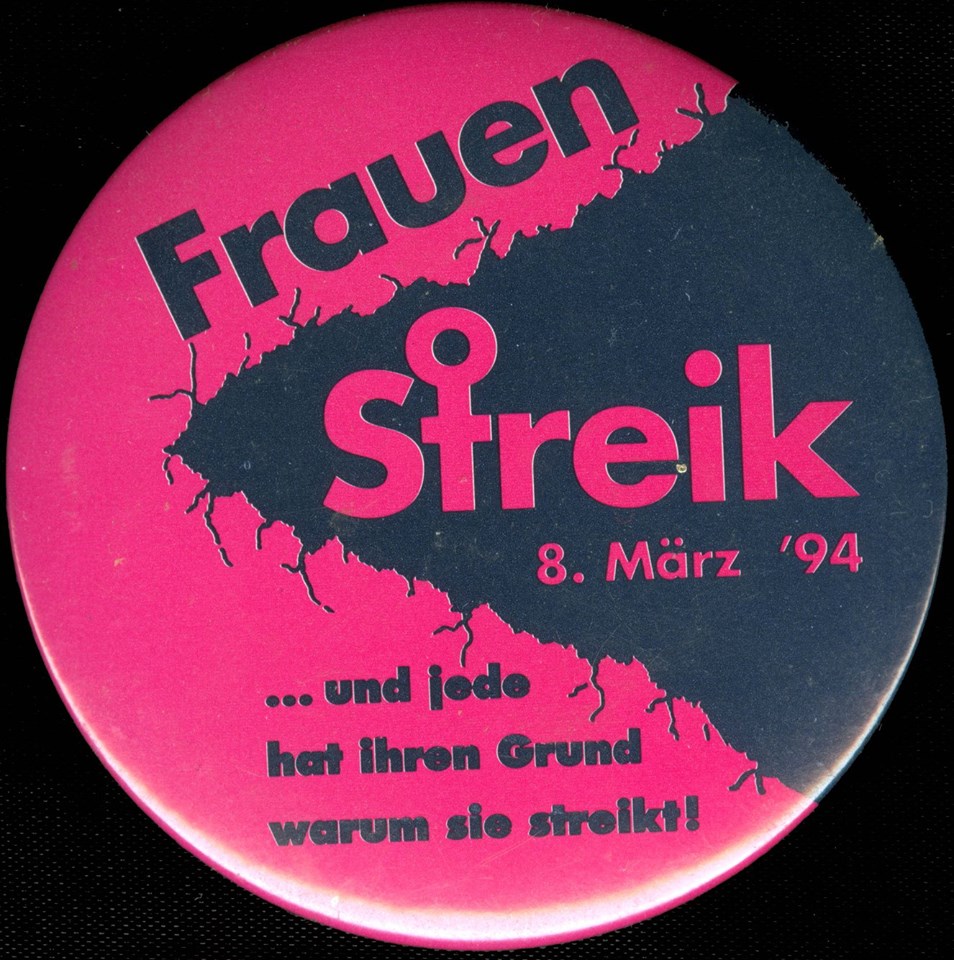 Frauen
Streik
8. März '94
... und jede
hat ihren Grund
warum sie streikt!